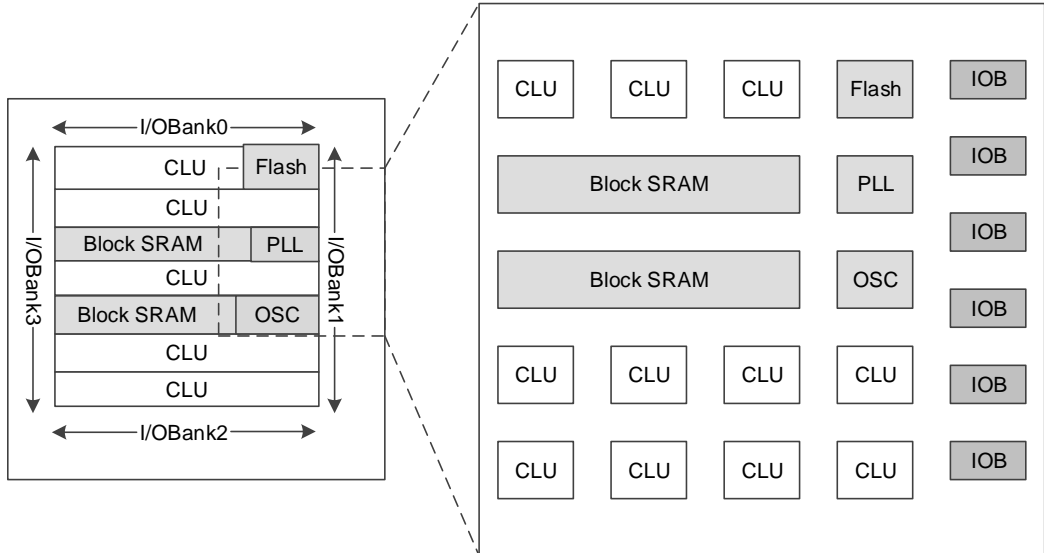 I/OBank0
CLU Flash
CLU
Block SRAM PLL
CLU
Block SRAM OSC
CLU
CLU
I/OBank3
I/OBank1
I/OBank2
CLU CLU CLU Flash IOB
IOB
Block SRAM PLL
IOB
Block SRAM OSC
IOB
CLU CLU CLU CLU IOB
CLU CLU CLU CLU IOB